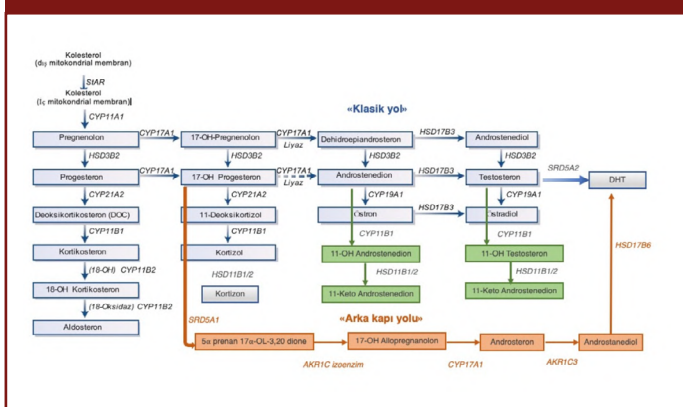 Kolesterol
(dış mitokondrial membran)
StAR
Kolesterol
(İç mitokondrial membran)
CYP11A1
«Klasik yol»
Pregnenolon
CYP17A1
17-OH-Pregnenolon
CYP17A1
Liyaz
Dehidroepiandrosteron
HSD17B3
Androstenediol
HSD3B2
HSD3B2
HSD3B2
HSD3B2
Progesteron
CYP17A1
17-OH Progesteron
CYP17A1
Liyaz
Androstenedion
HSD17B3
Testosteron
SRD5A2
DHT
CYP21A2
CYP21A2
CYP19A1
CYP19A1
Deoksikortikosteron (DOC)
11-Deoksikortizol
Östron
HSD17B3
Östradiol
CYP11B1
CYP11B1
CYP11B1
CYP11B1
Kortikosteron
Kortizol
11-OH Androstenedion
11-OH Testosteron
HSD17B6
(18-OH) CYP11B2
HSD11B1/2
HSD11B1/2
HSD11B1/2
18-OH Kortikosteron
Kortizon
11-Keto Androstenedion
11-Keto Androstenedion
(18-Oksidaz) CYP11B2
Aldosteron
SRD5A1
«Arka kapı yolu»
5α prenan 17α-OL-3,20 dione
17-OH Allopregnanolon
Androsteron
Androstanediol
AKR1C izoenzim
CYP17A1
AKR1C3